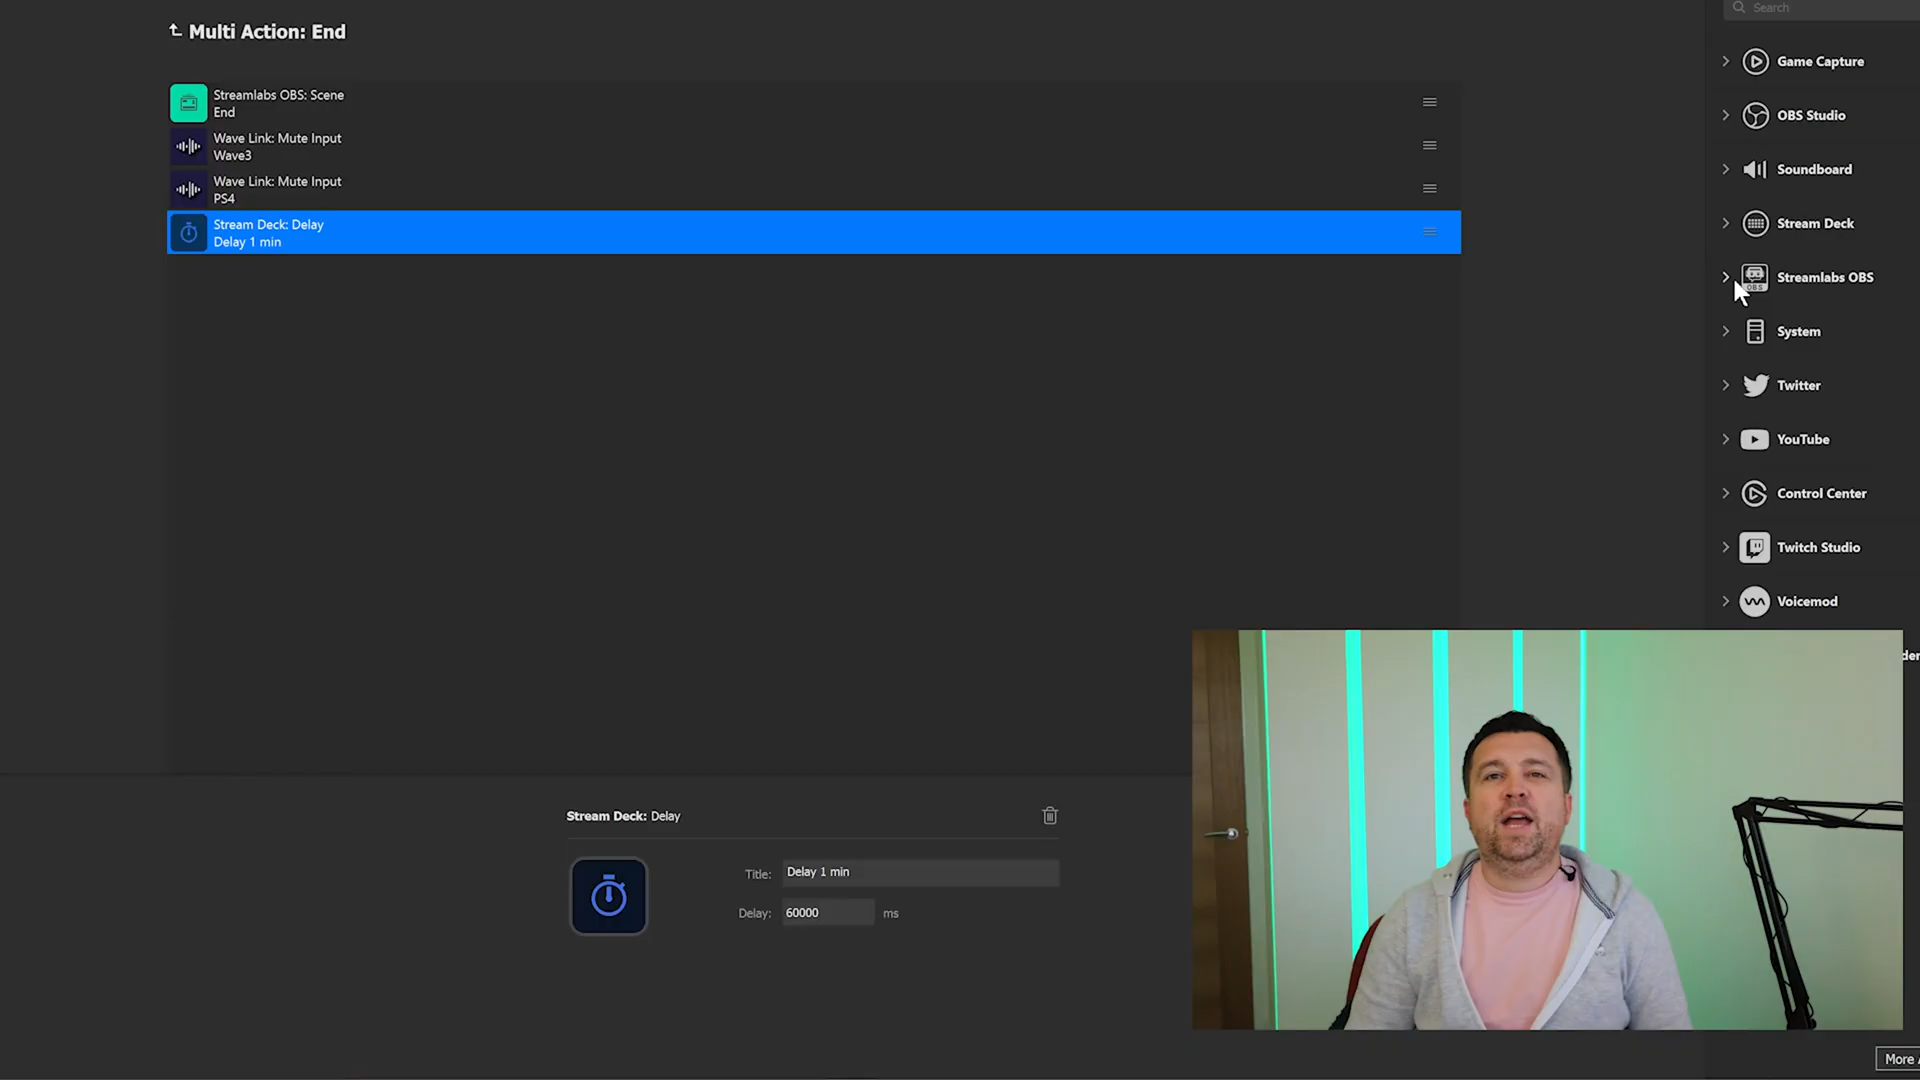 Multi Action: End
Search
Streamlabs OBS: Scene
End
Wave Link: Mute Input
Wave3
Wave Link: Mute Input
PS4
Stream Deck: Delay
Delay 1 min
Game Capture
OBS Studio
Soundboard
Stream Deck
Streamlabs OBS
OBS
System
Twitter
YouTube
Control Center
Twitch Studio
Voicemod
Stream Deck: Delay
Title: Delay 1 min
Delay: 60000 ms
More